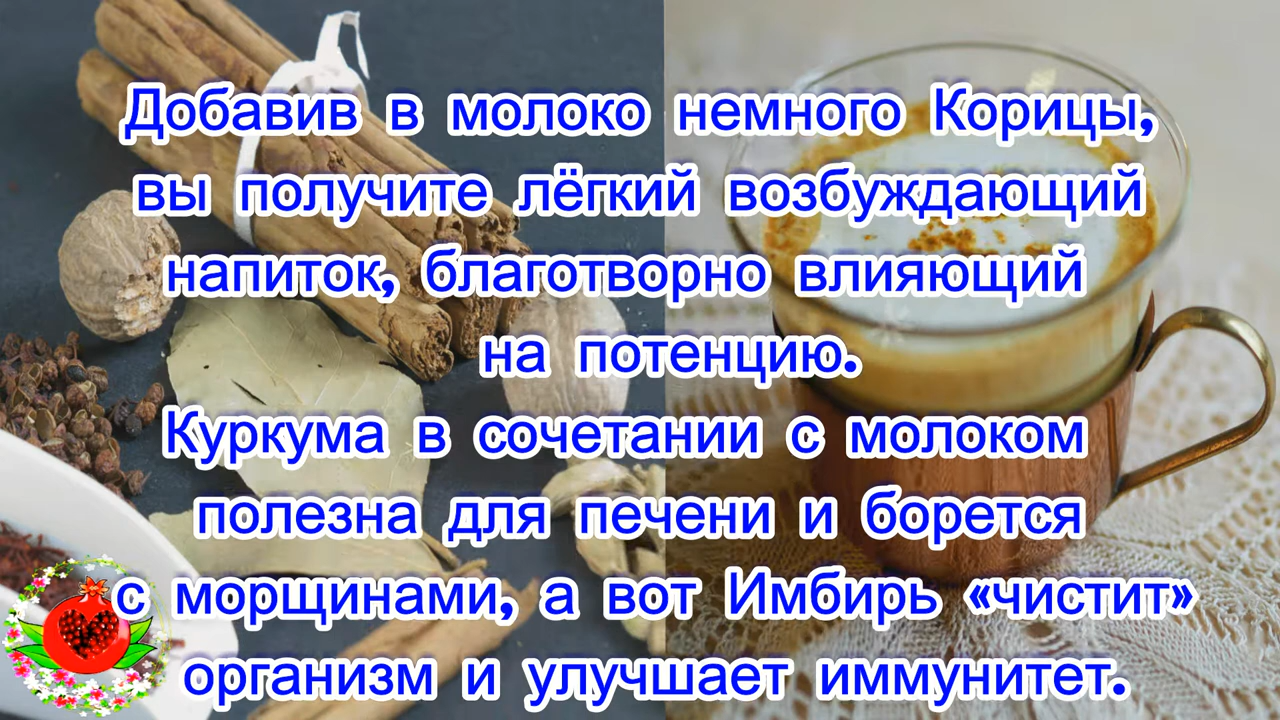 Добавив в молоко немного Корицы,
вы получите лёгкий возбуждающий
напиток, благотворно влияющий
на потенцию.
Куркума в сочетании с молоком
полезна для печени и борется
с морщинами, а вот Имбирь «чистит»
организм и улучшает иммунитет.